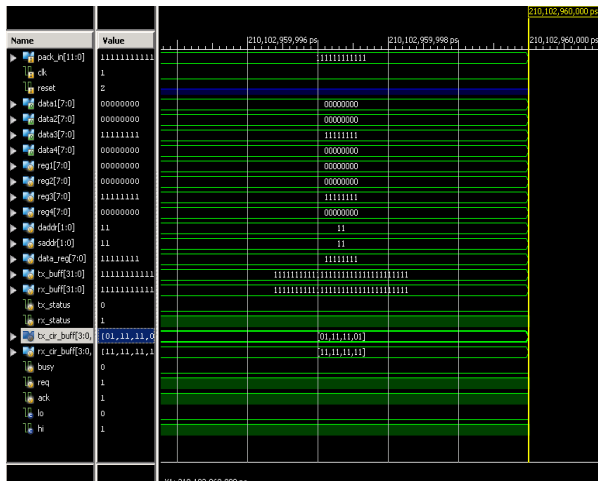 210,102,960,000 ps
Name Value 210,102,959,996 ps 210,102,959,998 ps 210,102,960,000 ps
pack_in[11:0] 11111111111 111111111111
clk 1
reset Z
data1[7:0] 00000000 00000000
data2[7:0] 00000000 00000000
data3[7:0] 11111111 11111111
data4[7:0] 00000000 00000000
reg1[7:0] 00000000 00000000
reg2[7:0] 00000000 00000000
reg3[7:0] 11111111 11111111
reg4[7:0] 00000000 00000000
daddr[1:0] 11 11
saddr[1:0] 11 11
data_reg[7:0] 11111111 11111111
tx_buff[31:0] 11111111111 11111111111111111111111111111111
rx_buff[31:0] 11111111111 11111111111111111111111111111111
tx_status 0
rx_status 1
tx_cir_buff[3:0, [01,11,11,0 [01,11,11,01]
rx_cir_buff[3:0, [11,11,11,1 [11,11,11,11]
busy 0
req 1
ack 1
lo 0
hi 1